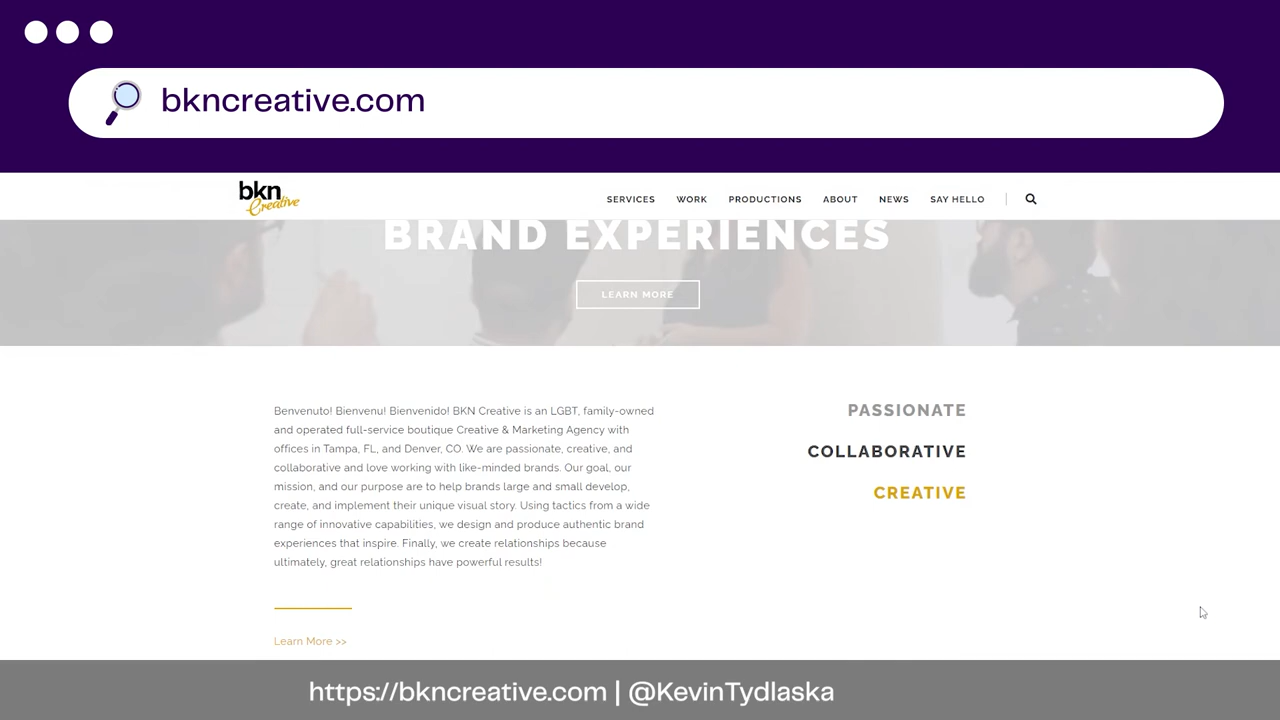 bkncreative.com
bkn
Creative
SERVICES WORK PRODUCTIONS ABOUT NEWS SAY HELLO
BRAND EXPERIENCES
LEARN MORE
Benvenuto! Bienvenu! Bienvenido! BKN Creative is an LGBT, family-owned
and operated full-service boutique Creative & Marketing Agency with
offices in Tampa, FL, and Denver, CO. We are passionate, creative, and
collaborative and love working with like-minded brands. Our goal, our
mission, and our purpose are to help brands large and small develop,
create, and implement their unique visual story. Using tactics from a wide
range of innovative capabilities, we design and produce authentic brand
experiences that inspire. Finally, we create relationships because
ultimately, great relationships have powerful results!
Learn More >>
PASSIONATE
COLLABORATIVE
CREATIVE
https://bkncreative.com | @KevinTydlaska